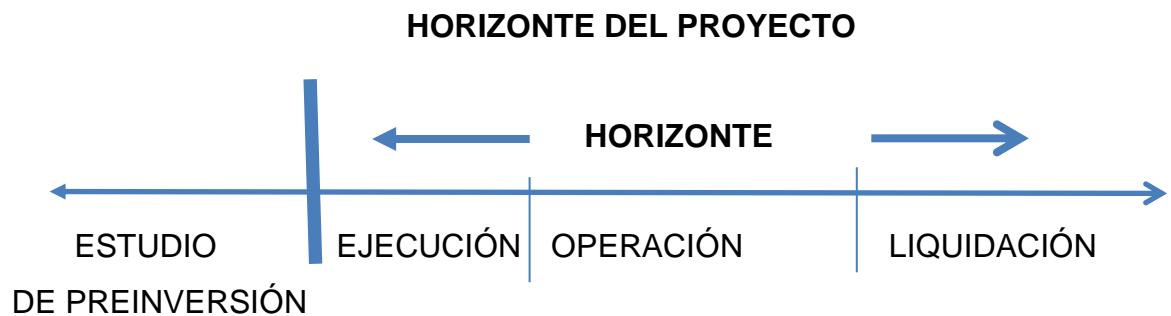 HORIZONTE DEL PROYECTO
HORIZONTE
ESTUDIO EJECUCIÓN OPERACIÓN LIQUIDACIÓN
DE PREINVERSIÓN